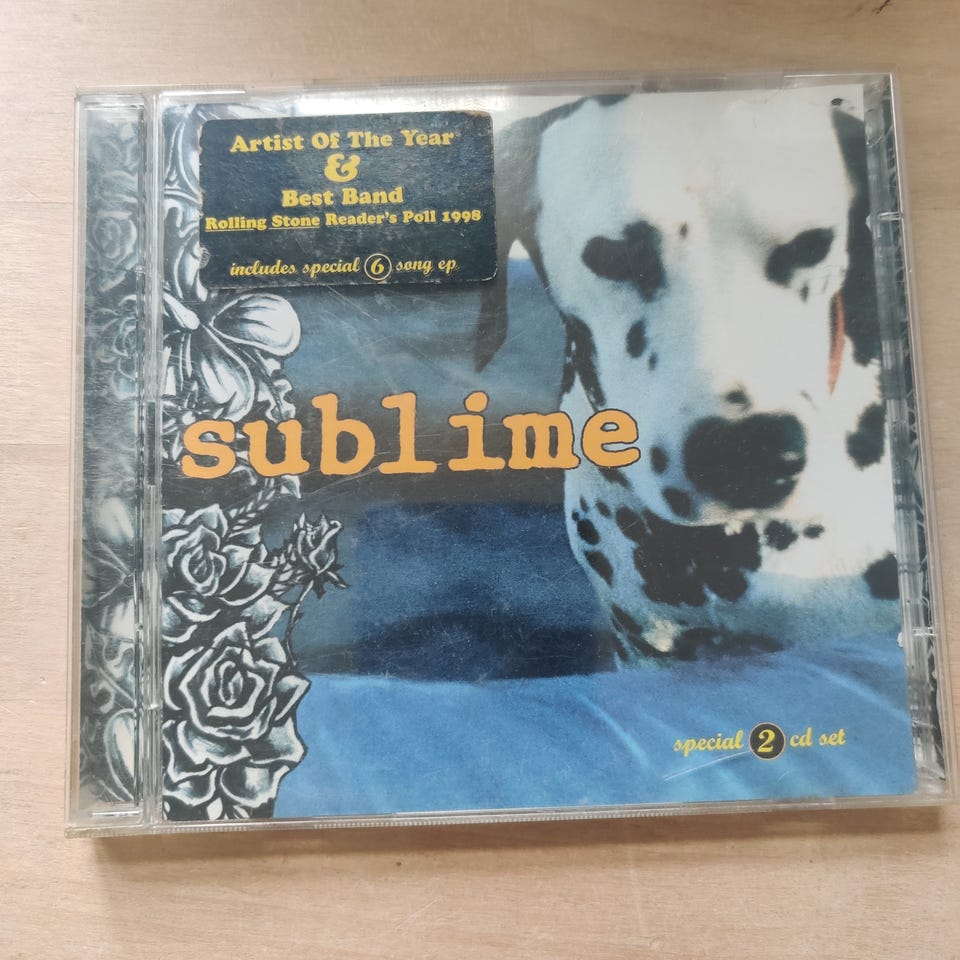 Artist Of The Year
&
Best Band
Rolling Stone Reader's Poll 1998
includes special 6 song ep
sublime
special 2 cd set